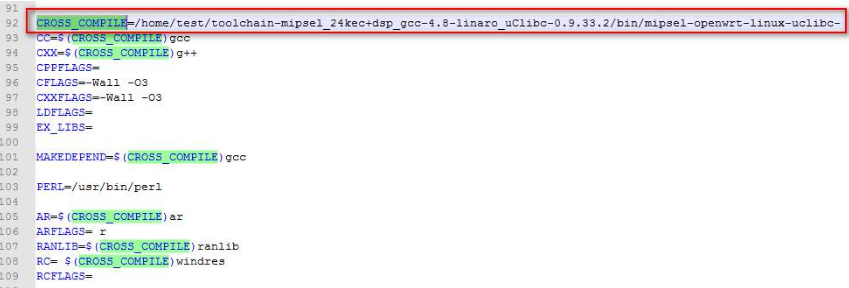 91
92 CROSS_COMPILE=/home/test/toolchain-mipsel_24kec+dsp_gcc-4.8-linaro_uClibc-0.9.33.2/bin/mipsel-openwrt-linux-uclibc-
93 CC=$(CROSS_COMPILE)gcc
94 CXX=$(CROSS_COMPILE)g++
95 CPPFLAGS=
96 CFLAGS=-Wall -O3
97 CXXFLAGS=-Wall -O3
98 LDFLAGS=
99 EX_LIBS=
100
101 MAKEDEPEND=$(CROSS_COMPILE)gcc
102
103 PERL=/usr/bin/perl
104
105 AR=$(CROSS_COMPILE)ar
106 ARFLAGS= r
107 RANLIB=$(CROSS_COMPILE)ranlib
108 RC= $(CROSS_COMPILE)windres
109 RCFLAGS=